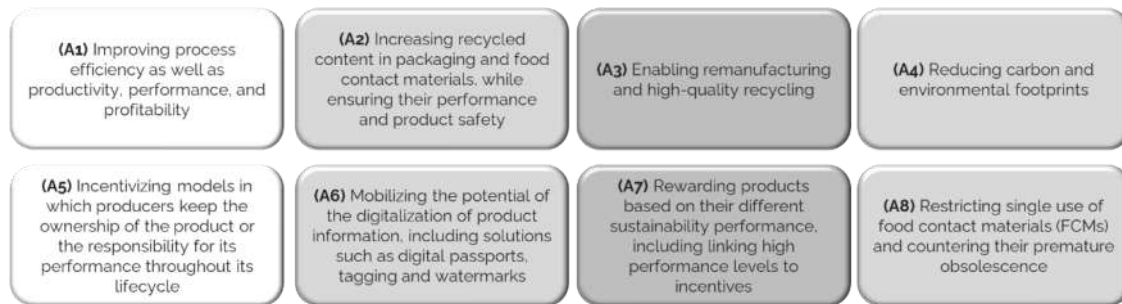 (A1) Improving process
efficiency as well as
productivity, performance, and
profitability
(A2) Increasing recycled
content in packaging and food
contact materials, while
ensuring their performance
and product safety
(A3) Enabling remanufacturing
and high-quality recycling
(A4) Reducing carbon and
environmental footprints
(A5) Incentivizing models in
which producers keep the
ownership of the product or
the responsibility for its
performance throughout its
lifecycle
(A6) Mobilizing the potential of
the digitalization of product
information, including solutions
such as digital passports,
tagging and watermarks
(A7) Rewarding products
based on their different
sustainability performance,
including linking high
performance levels to
incentives
(A8) Restricting single use of
food contact materials (FCMs)
and countering their premature
obsolescence